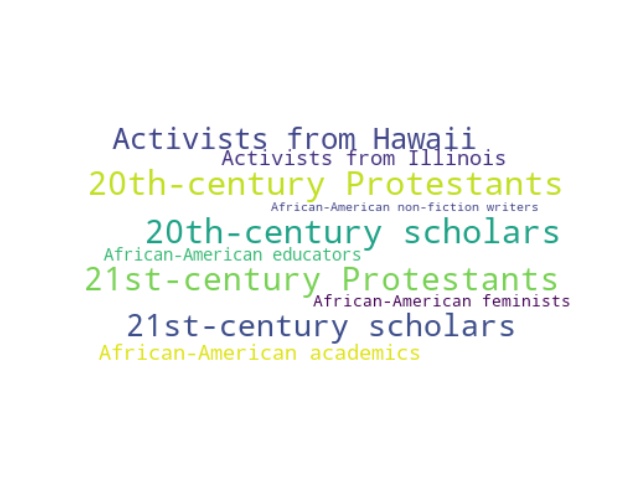 Activists from Hawaii
Activists from Illinois
20th-century Protestants
African-American non-fiction writers
20th-century scholars
African-American educators
21st-century Protestants
African-American feminists
21st-century scholars
African-American academics